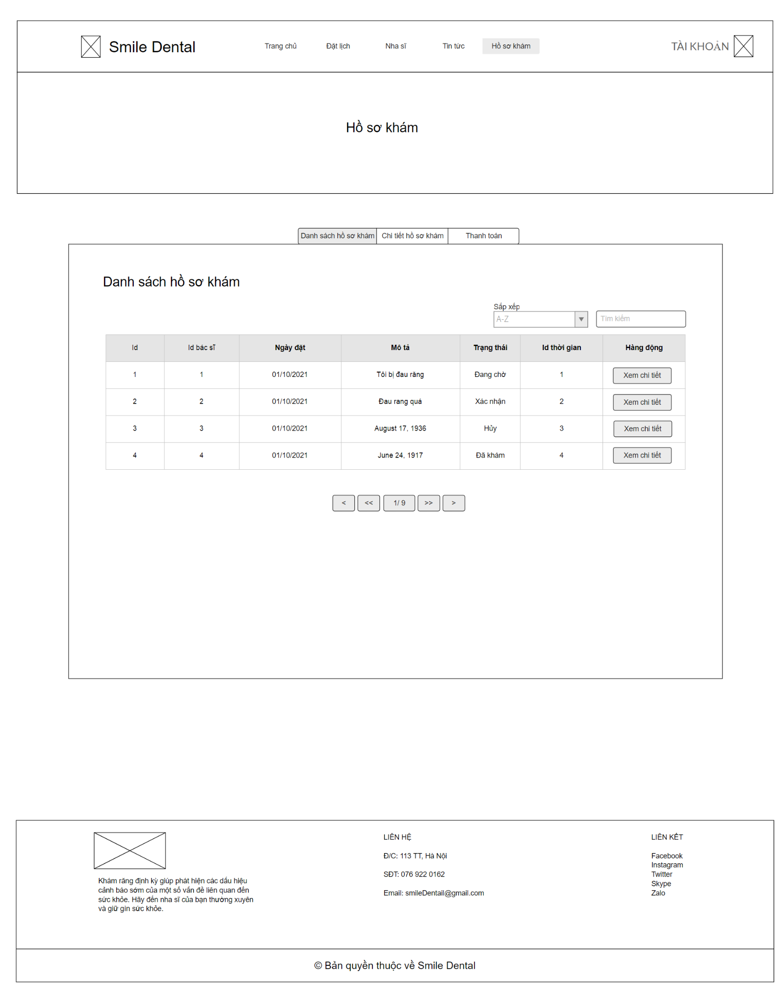 Smile Dental
Trang chủ
Đặt lịch
Nha sĩ
Tin tức
Hồ sơ khám
TÀI KHOẢN
Hồ sơ khám
Danh sách hồ sơ khám
Chi tiết hồ sơ khám
Thanh toán
Danh sách hồ sơ khám
Sắp xếp
A-Z
Tìm kiếm
Id Id bác sĩ Ngày đặt Mô tả Trạng thái Id thời gian Hàng động
1 1 01/10/2021 Tôi bị đau răng Đang chờ 1 Xem chi tiết
2 2 01/10/2021 Đau rang quá Xác nhận 2 Xem chi tiết
3 3 01/10/2021 August 17, 1936 Hủy 3 Xem chi tiết
4 4 01/10/2021 June 24, 1917 Đã khám 4 Xem chi tiết
< << 1/ 9 >> >
Khám răng định kỳ giúp phát hiện các dấu hiệu
cảnh báo sớm của một số vấn đề liên quan đến
sức khỏe. Hãy đến nha sĩ của bạn thường xuyên
và giữ gìn sức khỏe.
LIÊN HỆ
Đ/C: 113 TT, Hà Nội
SĐT: 076 922 0162
Email: smileDentail@gmail.com
LIÊN KẾT
Facebook
Instagram
Twitter
Skype
Zalo
© Bản quyền thuộc về Smile Dental